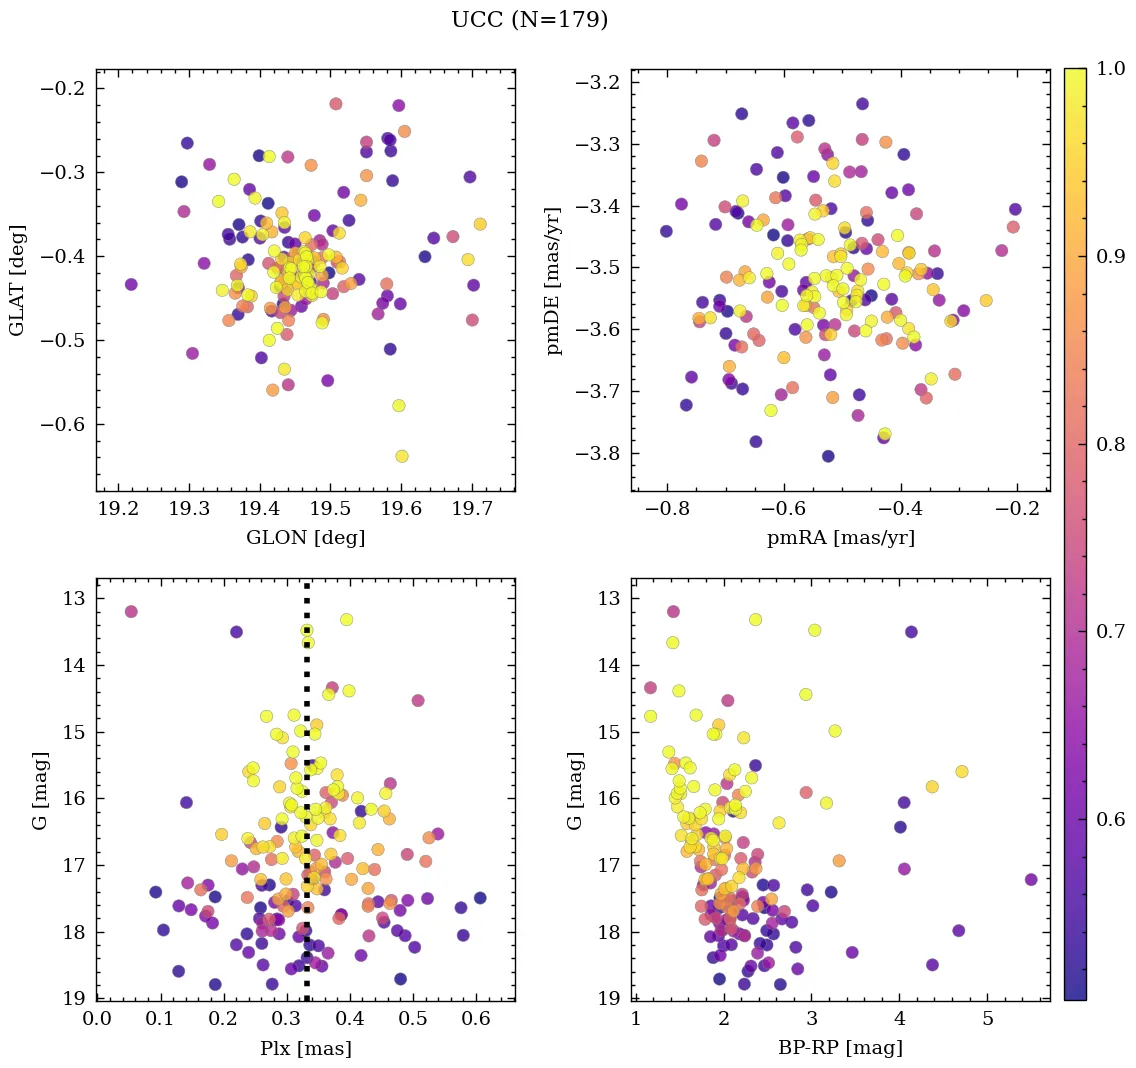 UCC (N=179)
−0.2
−0.3
−0.4
−0.5
−0.6
GLAT [deg]
19.2 19.3 19.4 19.5 19.6 19.7
GLON [deg]
−3.2
−3.3
−3.4
−3.5
−3.6
−3.7
−3.8
pmDE [mas/yr]
−0.8 −0.6 −0.4 −0.2
pmRA [mas/yr]
1.0
0.9
0.8
0.7
0.6
13
14
15
16
17
18
19
G [mag]
0.0 0.1 0.2 0.3 0.4 0.5 0.6
Plx [mas]
13
14
15
16
17
18
19
G [mag]
1 2 3 4 5
BP-RP [mag]